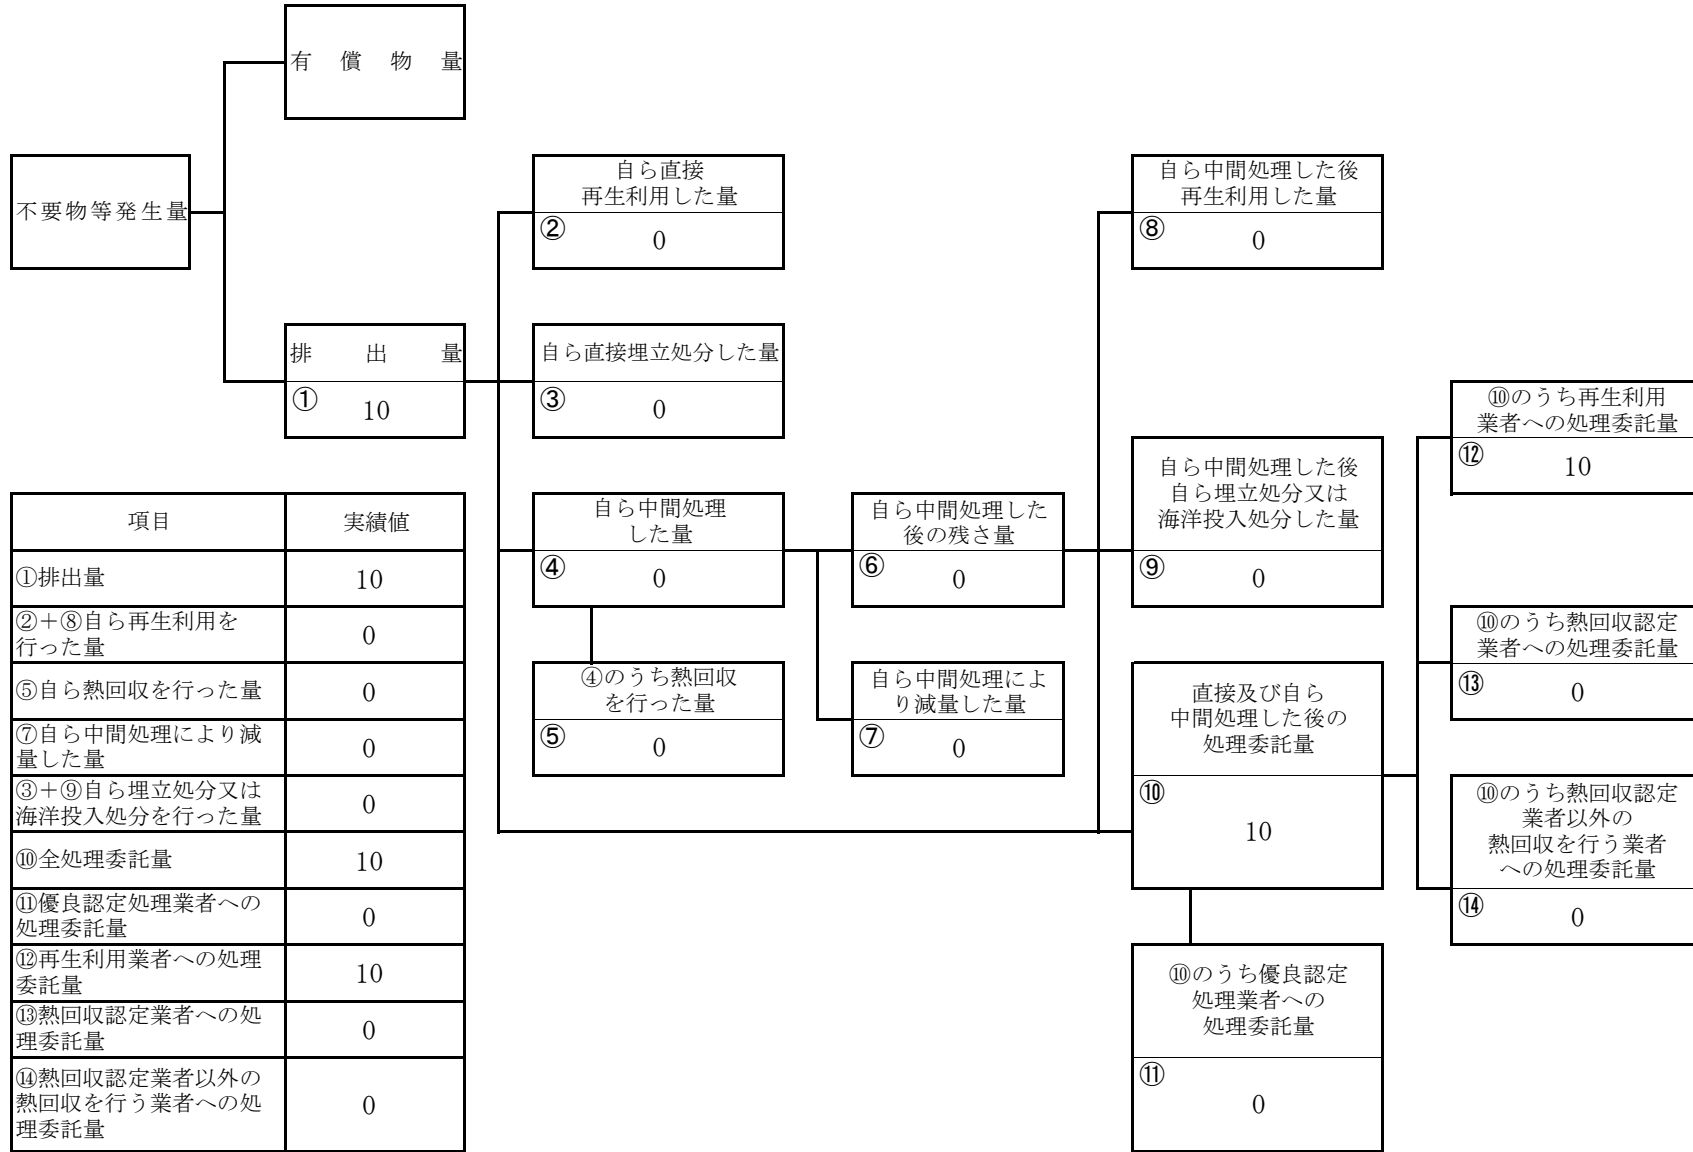 有償物量
不要物等発生量
排出量
① 10
自ら直接
再生利用した量
② 0
自ら直接埋立処分した量
③ 0
自ら中間処理
した量
④ 0
④のうち熱回収
を行った量
⑤ 0
自ら中間処理した
後の残さ量
⑥ 0
自ら中間処理によ
り減量した量
⑦ 0
自ら中間処理した後
再生利用した量
⑧ 0
自ら中間処理した後
自ら埋立処分又は
海洋投入処分した量
⑨ 0
直接及び自ら
中間処理した後の
処理委託量
⑩
10
⑩のうち優良認定
処理業者への
処理委託量
⑪
0
⑩のうち再生利用
業者への処理委託量
⑫ 10
⑩のうち熱回収認定
業者への処理委託量
⑬ 0
⑩のうち熱回収認定
業者以外の
熱回収を行う業者
への処理委託量
⑭ 0
項目 実績値
①排出量 10
②+⑧自ら再生利用を
行った量 0
⑤自ら熱回収を行った量 0
⑦自ら中間処理により減
量した量 0
③+⑨自ら埋立処分又は
海洋投入処分を行った量 0
⑩全処理委託量 10
⑪優良認定処理業者への
処理委託量 0
⑫再生利用業者への処理
委託量 10
⑬熱回収認定業者への処
理委託量 0
⑭熱回収認定業者以外の
熱回収を行う業者への処
理委託量 0